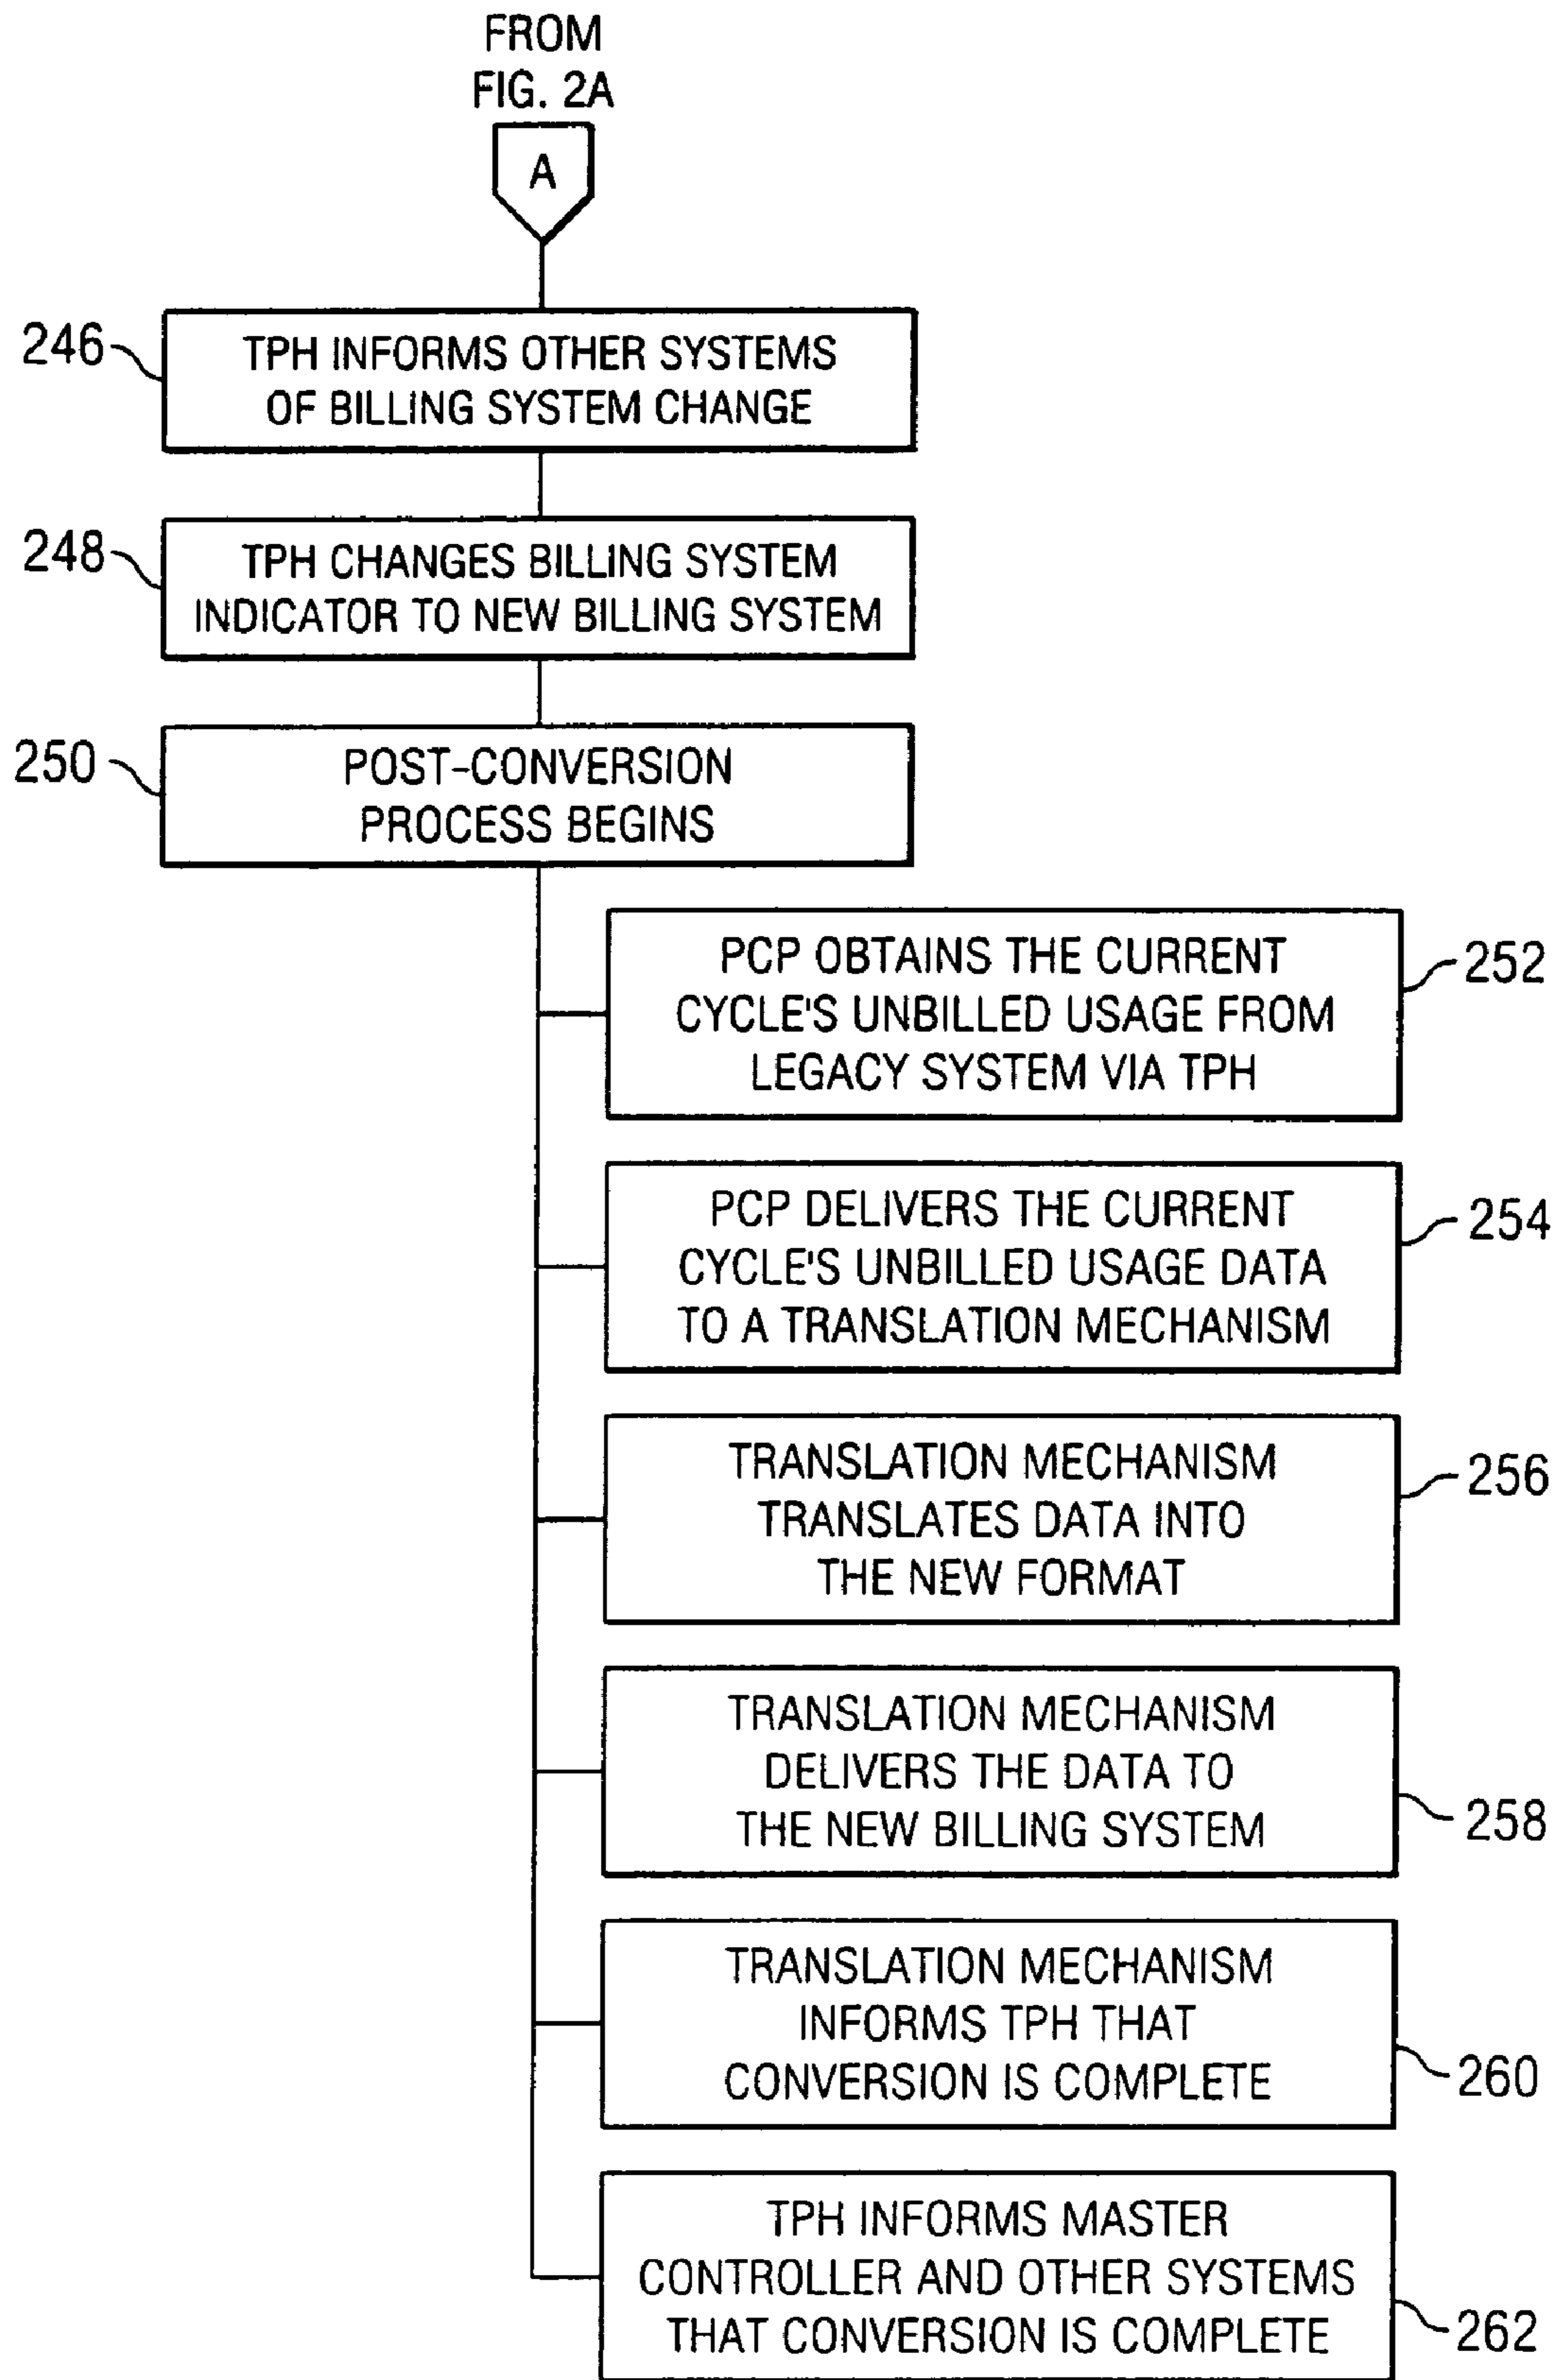 FROM
FIG. 2A
A
246
TPH INFORMS OTHER SYSTEMS
OF BILLING SYSTEM CHANGE
248
TPH CHANGES BILLING SYSTEM
INDICATOR TO NEW BILLING SYSTEM
250
POST-CONVERSION
PROCESS BEGINS
PCP OBTAINS THE CURRENT
CYCLE'S UNBILLED USAGE FROM
LEGACY SYSTEM VIA TPH
252
PCP DELIVERS THE CURRENT
CYCLE'S UNBILLED USAGE DATA
TO A TRANSLATION MECHANISM
254
TRANSLATION MECHANISM
TRANSLATES DATA INTO
THE NEW FORMAT
256
TRANSLATION MECHANISM
DELIVERS THE DATA TO
THE NEW BILLING SYSTEM
258
TRANSLATION MECHANISM
INFORMS TPH THAT
CONVERSION IS COMPLETE
260
TPH INFORMS MASTER
CONTROLLER AND OTHER SYSTEMS
THAT CONVERSION IS COMPLETE
262